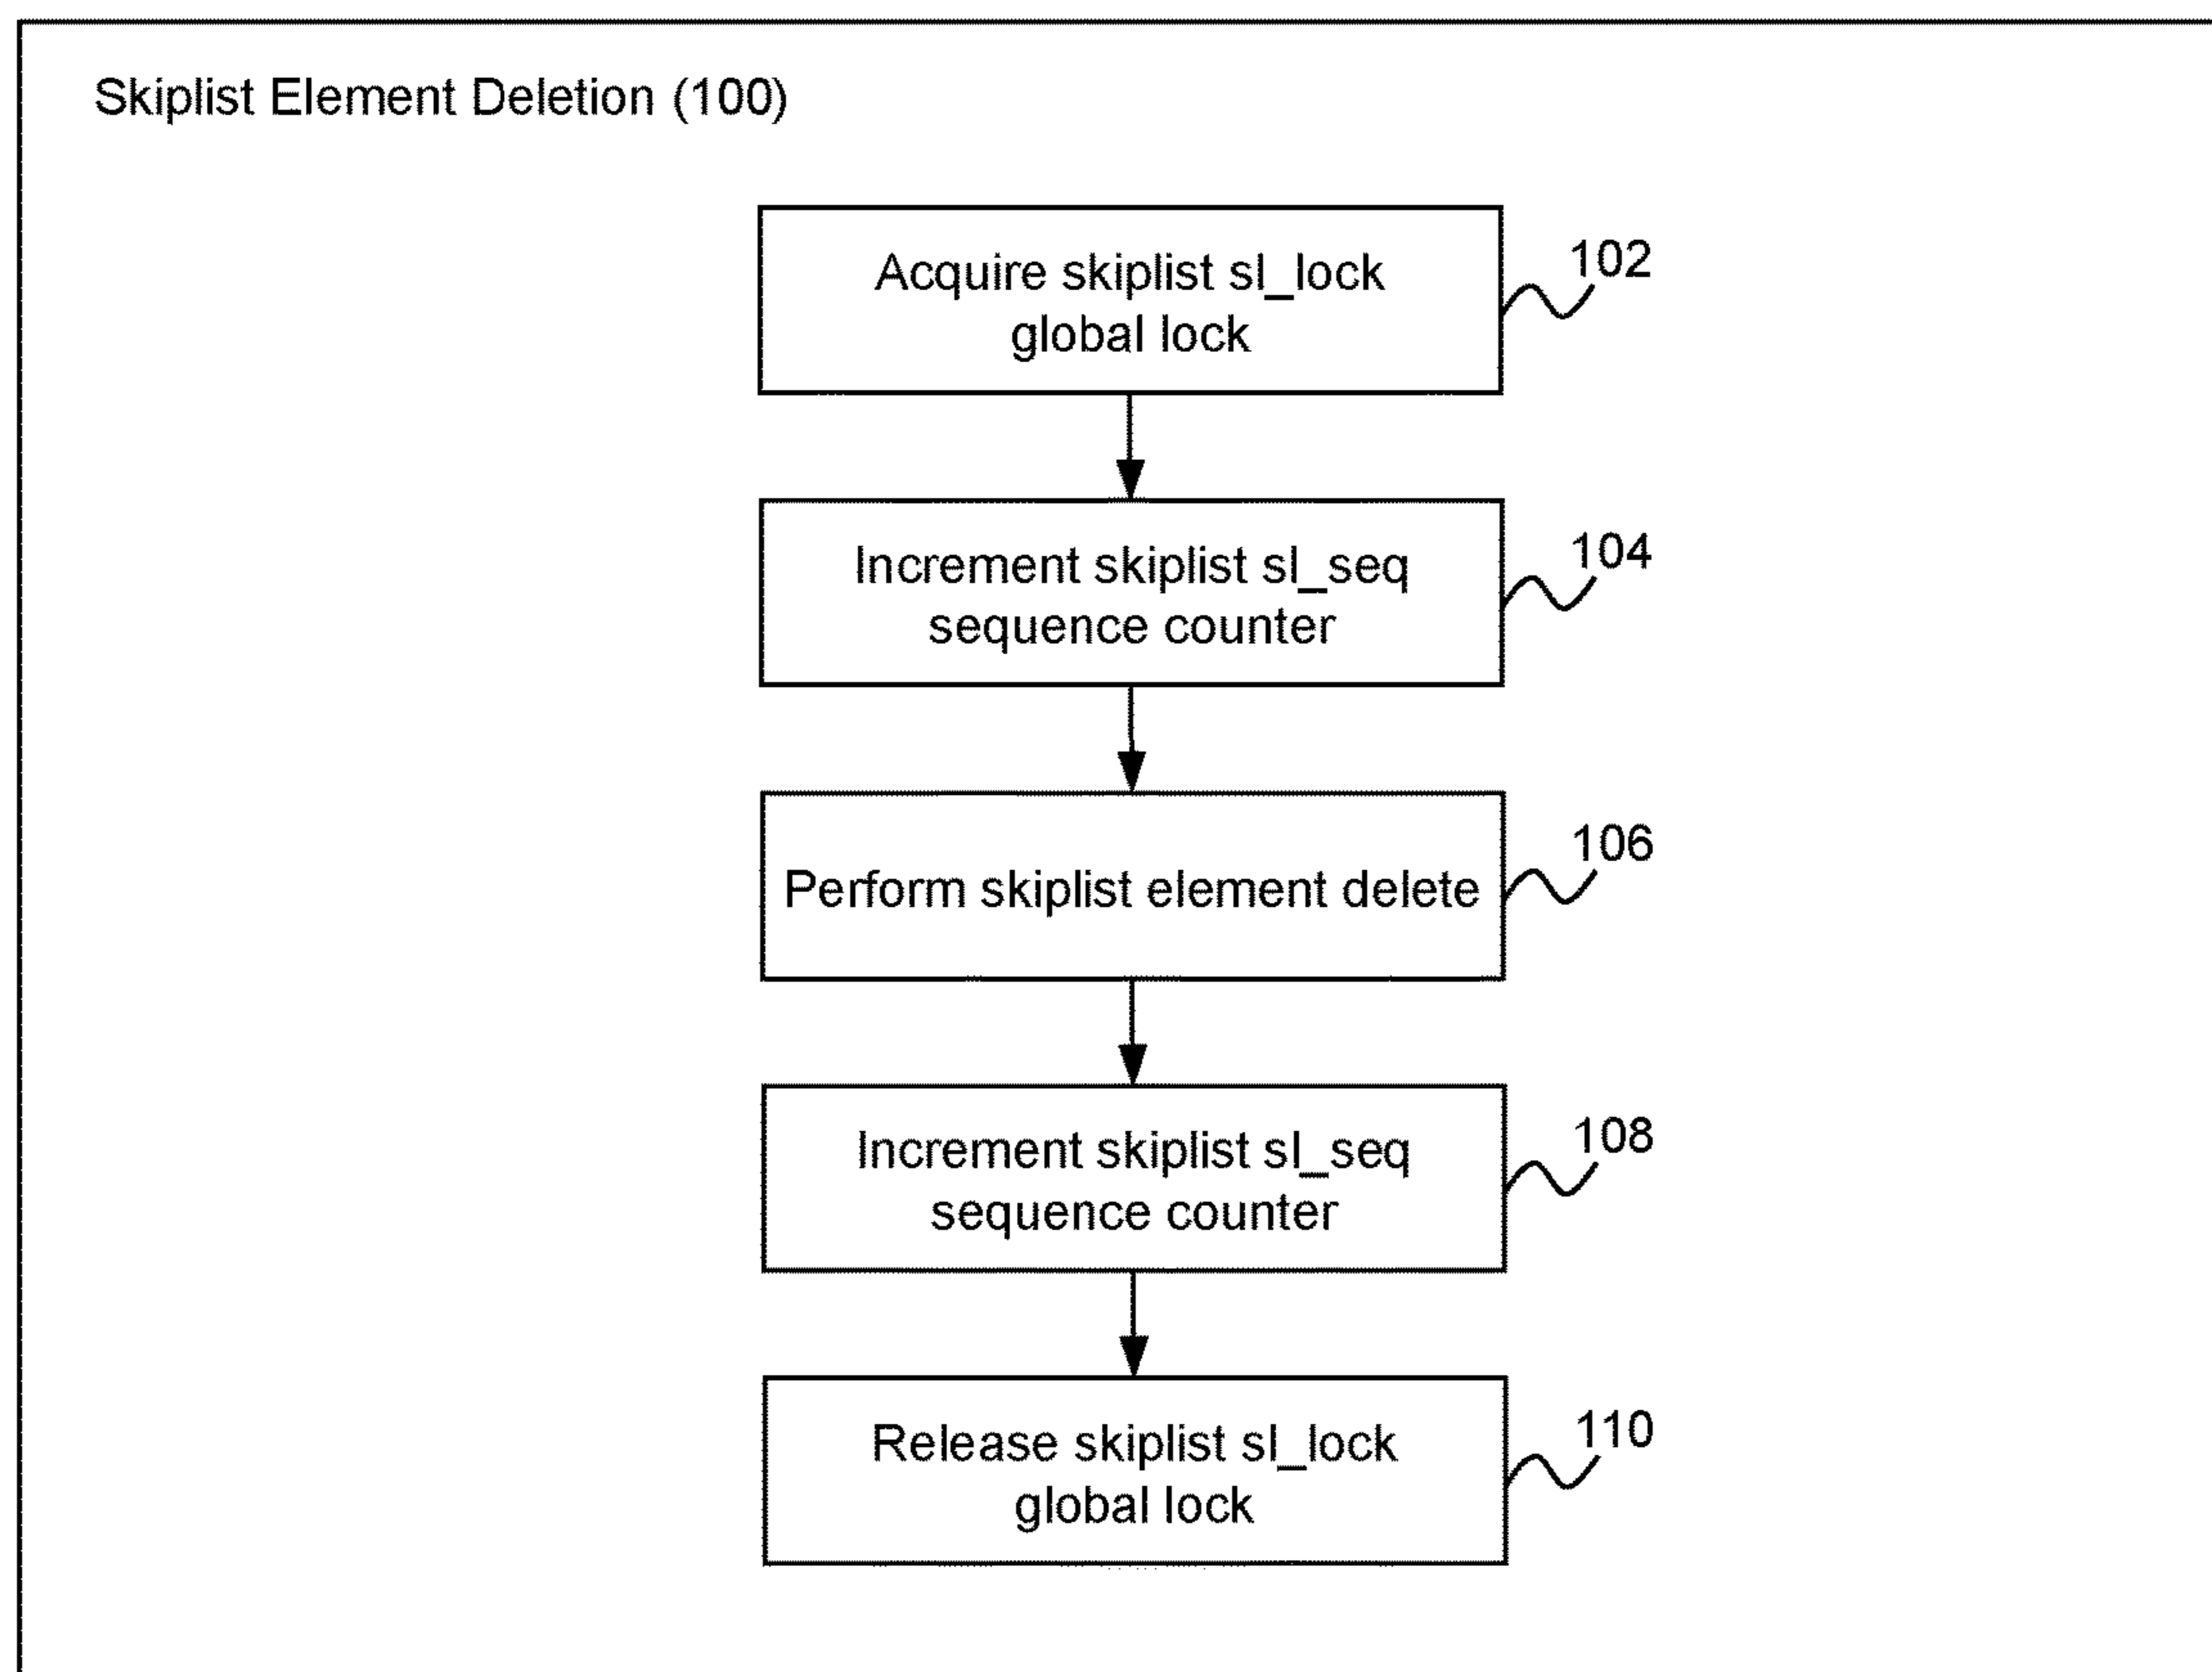 Skiplist Element Deletion (100)
Acquire skiplist sl_lock
global lock
102
Increment skiplist sl_seq
sequence counter
104
Perform skiplist element delete
106
Increment skiplist sl_seq
sequence counter
108
Release skiplist sl_lock
global lock
110